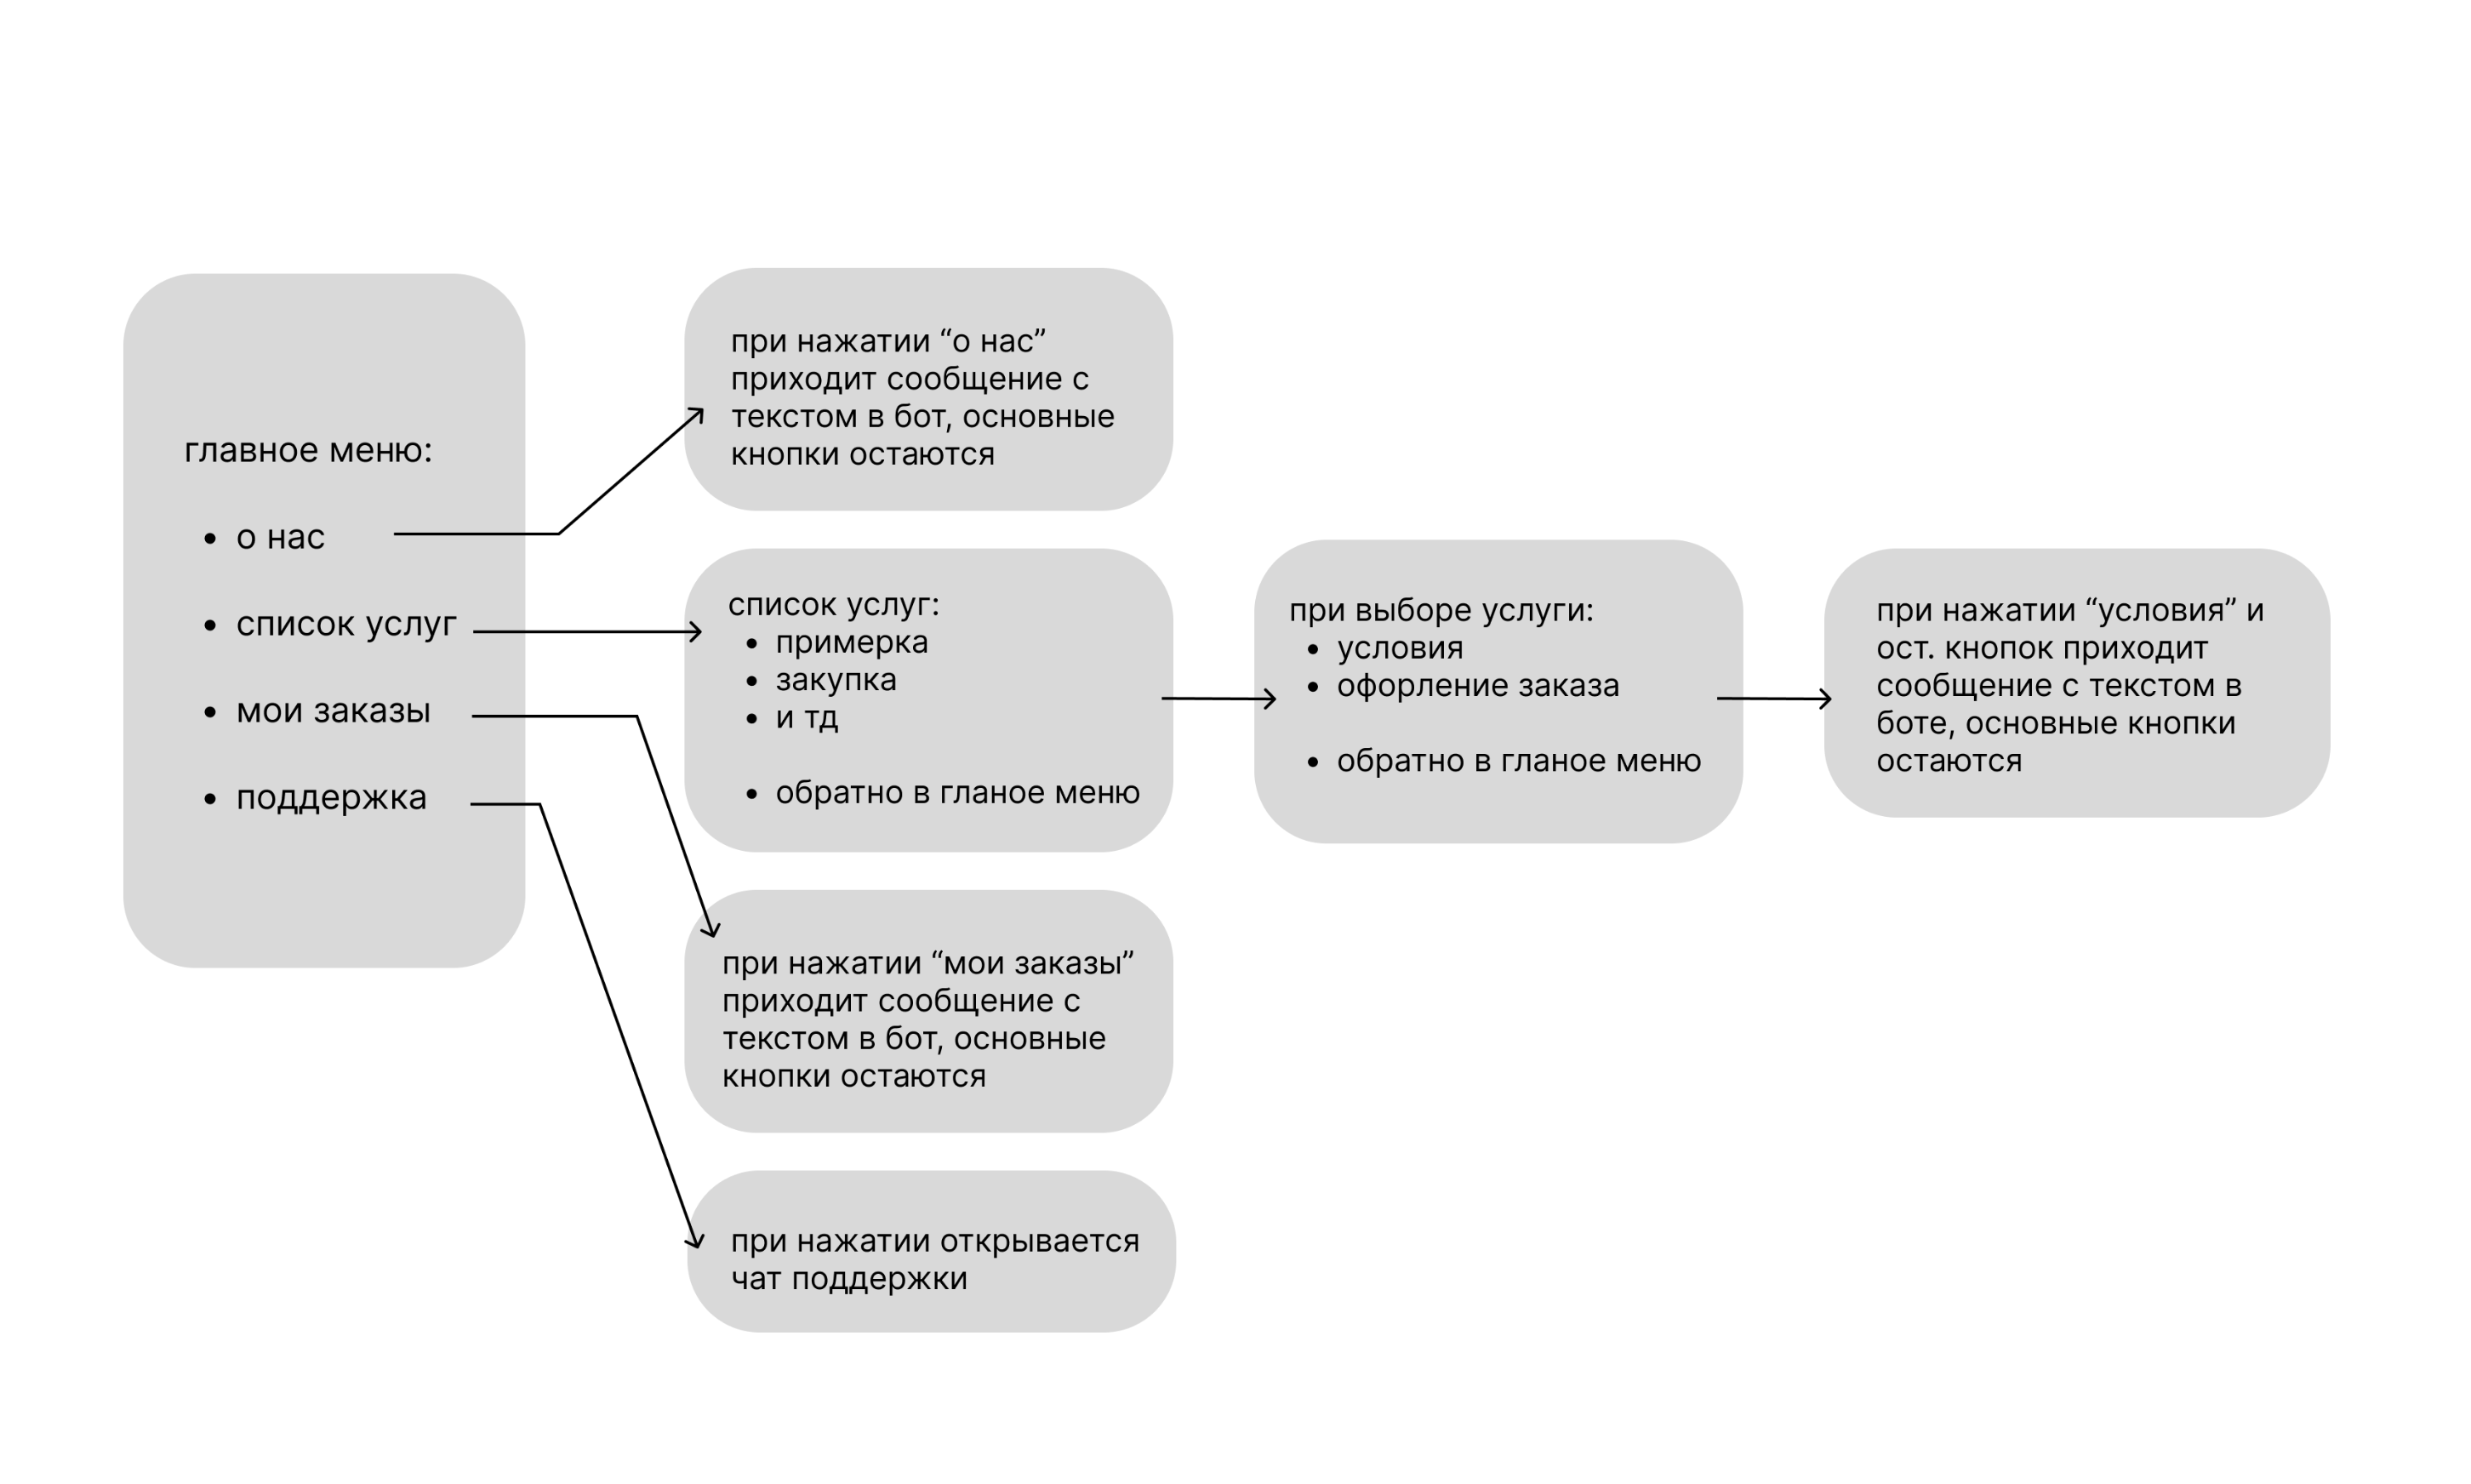 главное меню:
о нас
список услуг
мои заказы
поддержка
при нажатии “о нас”
приходит сообщение с
текстом в бот, основные
кнопки остаются
список услуг:
примерка
закупка
и тд
обратно в гланое меню
при выборе услуги:
условия
офорление заказа
обратно в гланое меню
при нажатии “условия” и
ост. кнопок приходит
сообщение с текстом в
боте, основные кнопки
остаются
при нажатии “мои заказы”
приходит сообщение с
текстом в бот, основные
кнопки остаются
при нажатии открывается
чат поддержки